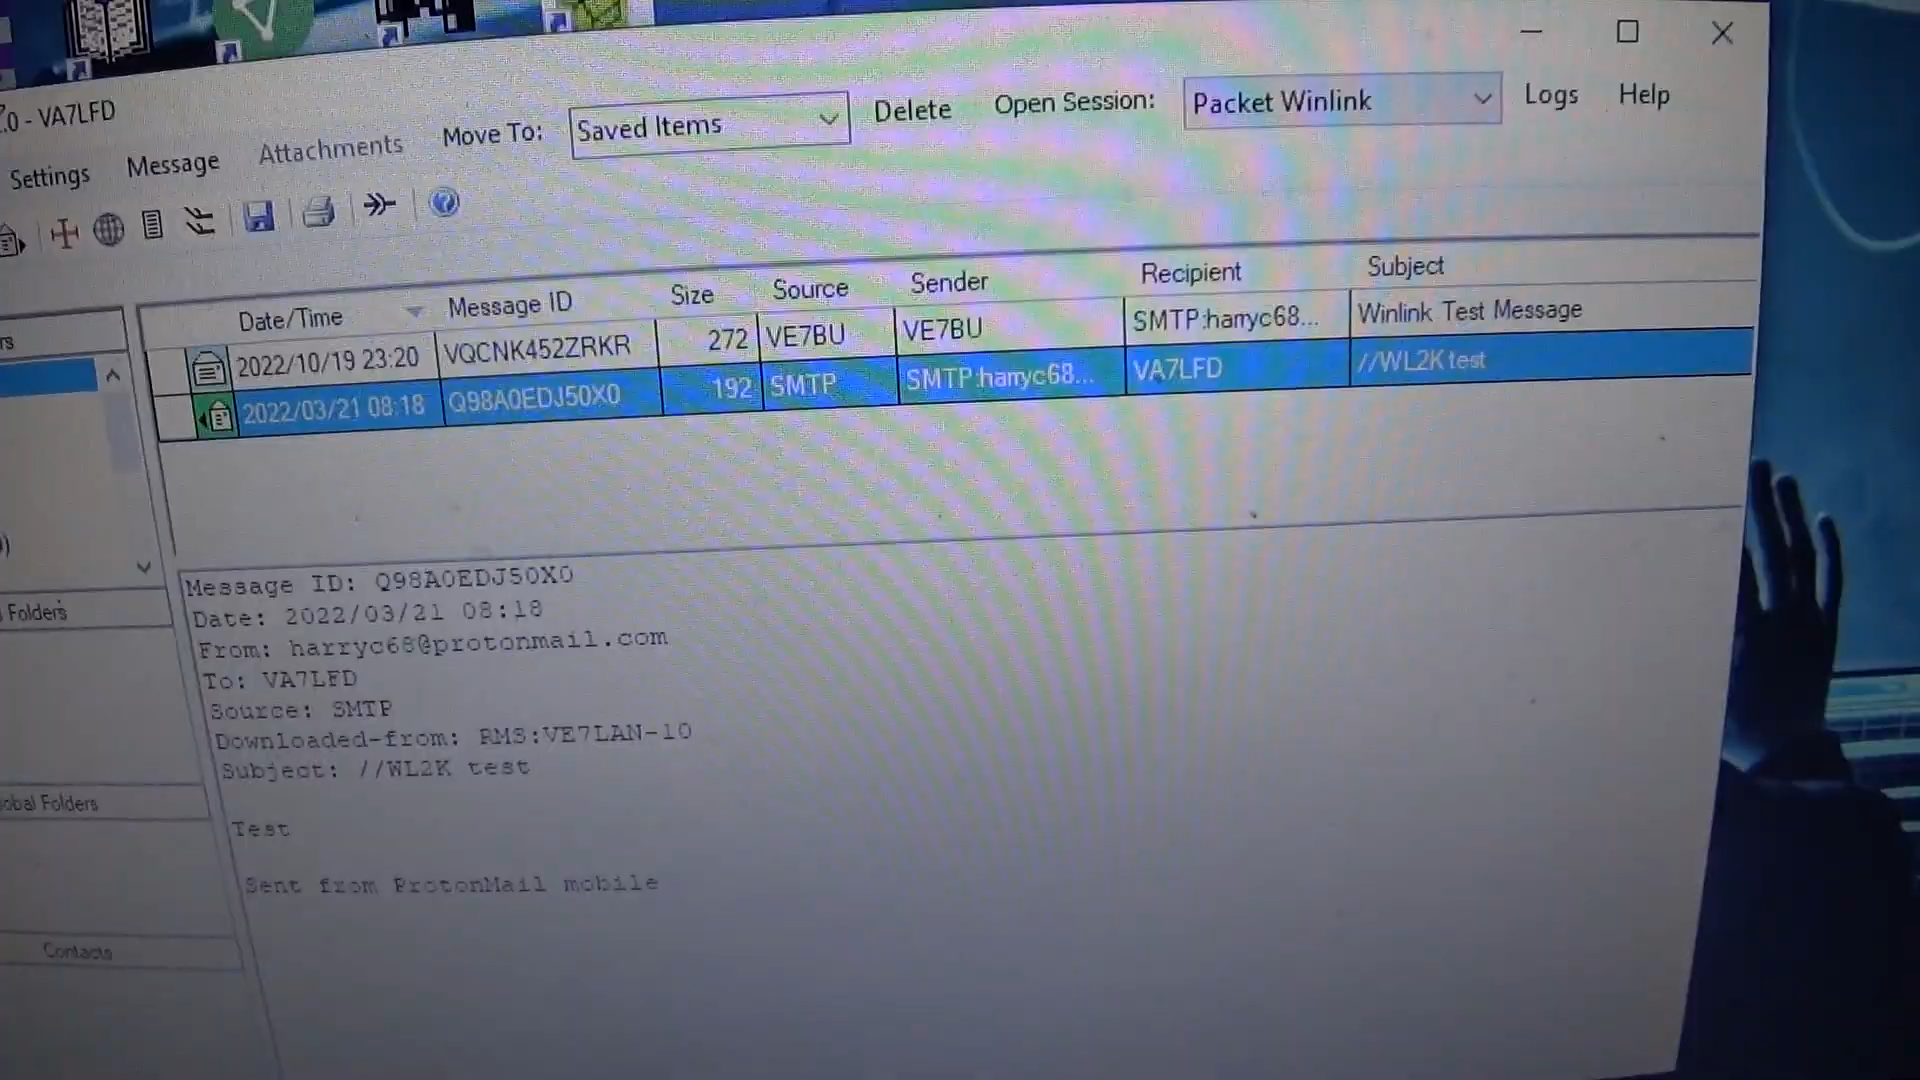 .0 - VA7LFD
Settings Message Attachments Move To: Saved Items Delete Open Session: Packet Winlink Logs Help
Date/Time Message ID Size Source Sender Recipient Subject
2022/10/19 23:20 VQCNK452ZRKR 272 VE7BU VE7BU SMTP:harryc68... Winlink Test Message
2022/03/21 08:18 Q98A0EDJ50X0 192 SMTP SMTP:harryc68... VA7LFD //WL2K test
rs
)
Folders
obal Folders
Contacts
Message ID: Q98A0EDJ50X0
Date: 2022/03/21 08:18
From: harryc68@protonmail.com
To: VA7LFD
Source: SMTP
Downloaded-from: RMS:VE7LAN-10
Subject: //WL2K test
Test
Sent from ProtonMail mobile